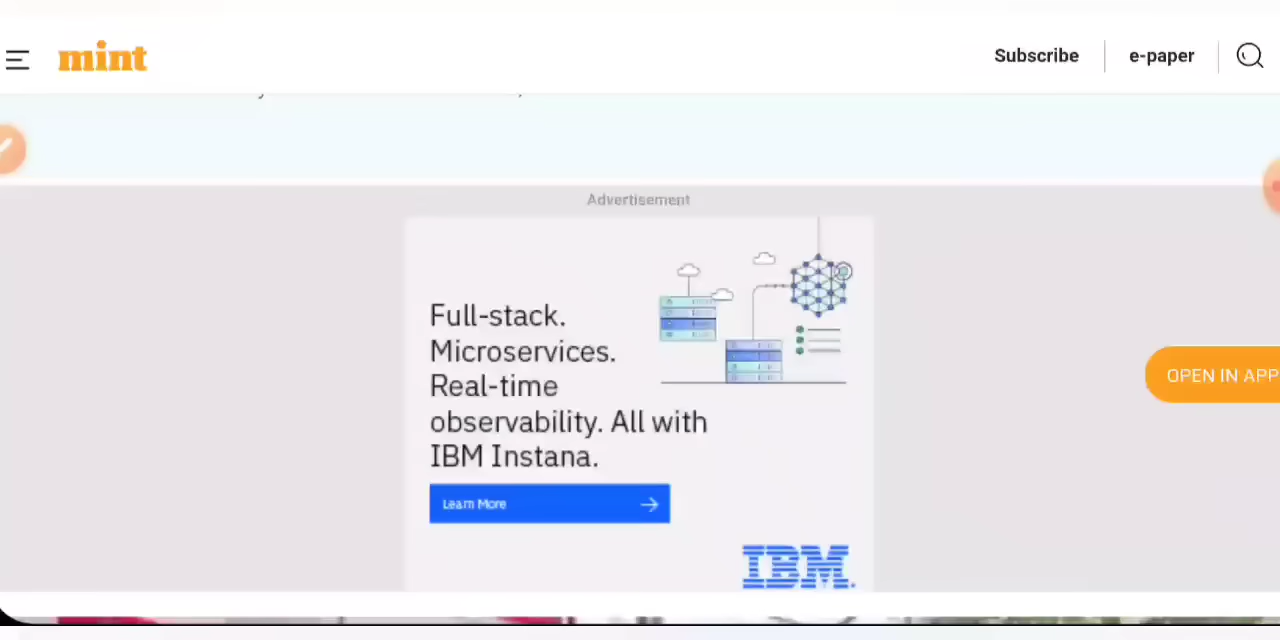 mint
Subscribe
e-paper
Advertisement
Full-stack.
Microservices.
Real-time
observability. All with
IBM Instana.
Learn More
IBM.
OPEN IN APP